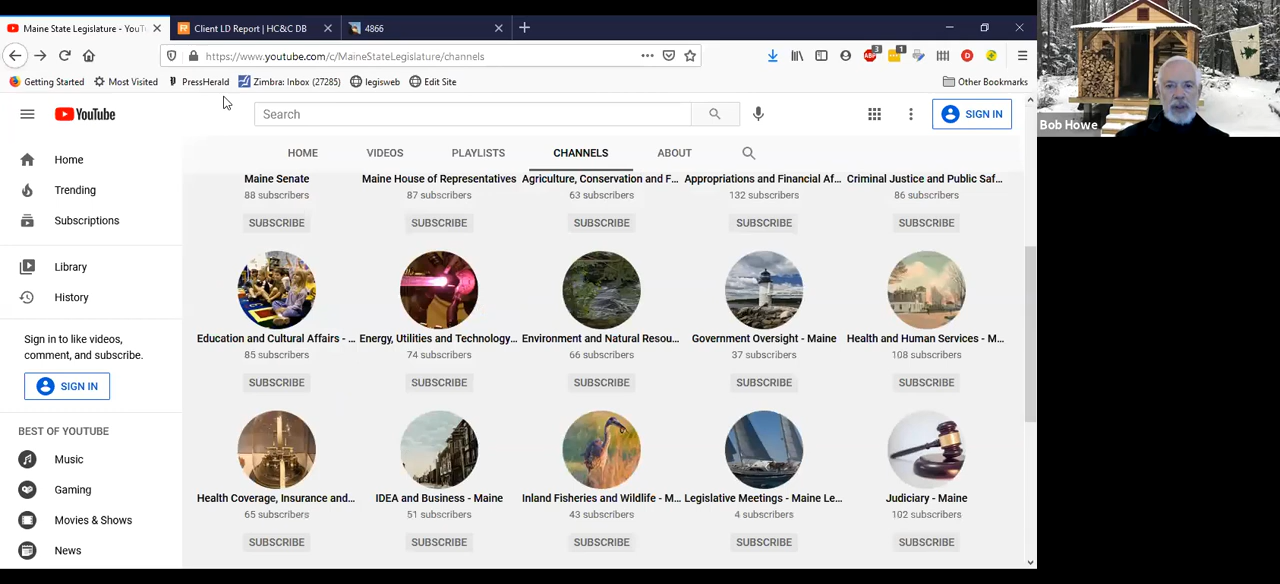 Maine State Legislature - YouT
Client LD Report | HC&C DB
4866
https://www.youtube.com/c/MaineStateLegislature/channels
3
1
D
Getting Started
Most Visited
PressHerald
Zimbra: Inbox (27285)
legisweb
Edit Site
Other Bookmarks
Bob Howe
YouTube
Search
SIGN IN
Home
Trending
Subscriptions
Library
History
Sign in to like videos,
comment, and subscribe.
SIGN IN
BEST OF YOUTUBE
Music
Gaming
Movies & Shows
News
HOME VIDEOS PLAYLISTS CHANNELS ABOUT
Maine Senate
88 subscribers
SUBSCRIBE
Maine House of Representatives
87 subscribers
SUBSCRIBE
Agriculture, Conservation and F...
63 subscribers
SUBSCRIBE
Appropriations and Financial Af...
132 subscribers
SUBSCRIBE
Criminal Justice and Public Saf...
86 subscribers
SUBSCRIBE
Education and Cultural Affairs - ...
85 subscribers
SUBSCRIBE
Energy, Utilities and Technology...
74 subscribers
SUBSCRIBE
Environment and Natural Resou...
66 subscribers
SUBSCRIBE
Government Oversight - Maine
37 subscribers
SUBSCRIBE
Health and Human Services - M...
108 subscribers
SUBSCRIBE
Health Coverage, Insurance and...
65 subscribers
SUBSCRIBE
IDEA and Business - Maine
51 subscribers
SUBSCRIBE
Inland Fisheries and Wildlife - M...
43 subscribers
SUBSCRIBE
Legislative Meetings - Maine Le...
4 subscribers
SUBSCRIBE
Judiciary - Maine
102 subscribers
SUBSCRIBE